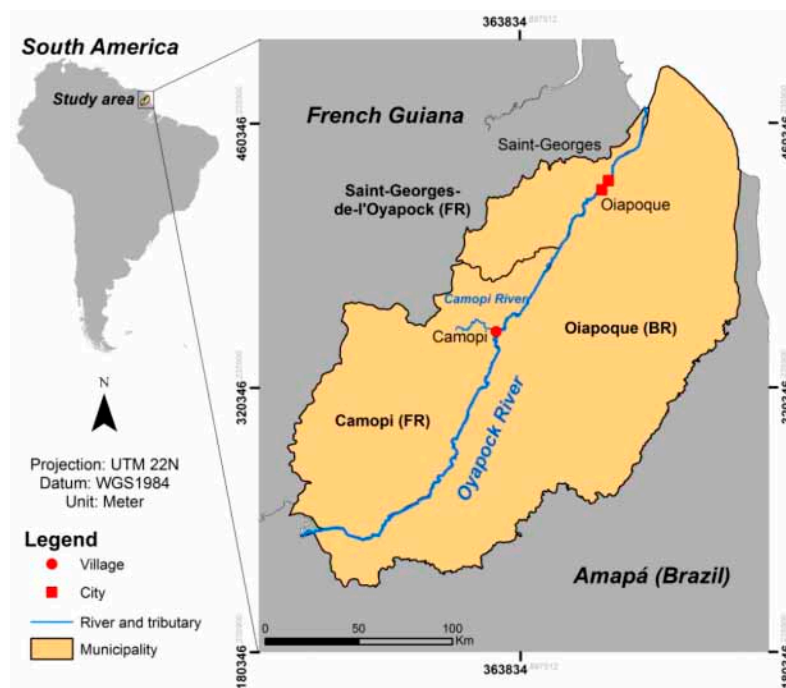 South America
Study area
363834
460346
460346
French Guiana
Saint-Georges
Saint-Georges-
de-l'Oyapock (FR)
Oiapoque
Camopi River
Camopi
Oiapoque (BR)
320346
320346
Camopi (FR)
Oyapock River
N
Projection: UTM 22N
Datum: WGS1984
Unit: Meter
Legend
Village
City
River and tributary
Municipality
Amapá (Brazil)
0
50
100
Km
180346
180346
363834